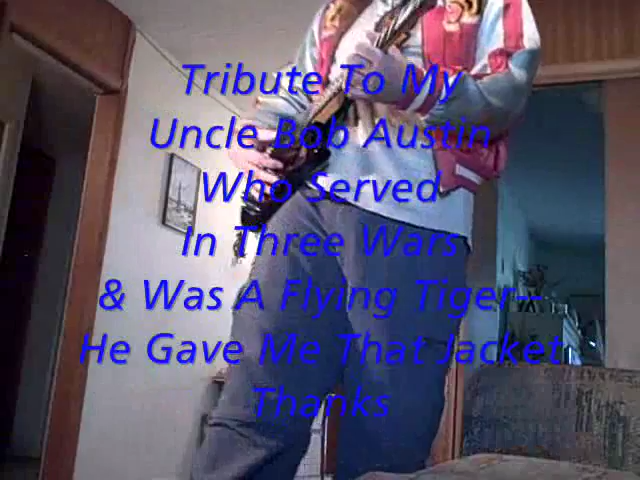 Tribute To My
Uncle Bob Austin
Who Served
In Three Wars
& Was A Flying Tiger--
He Gave Me That Jacket
Thanks